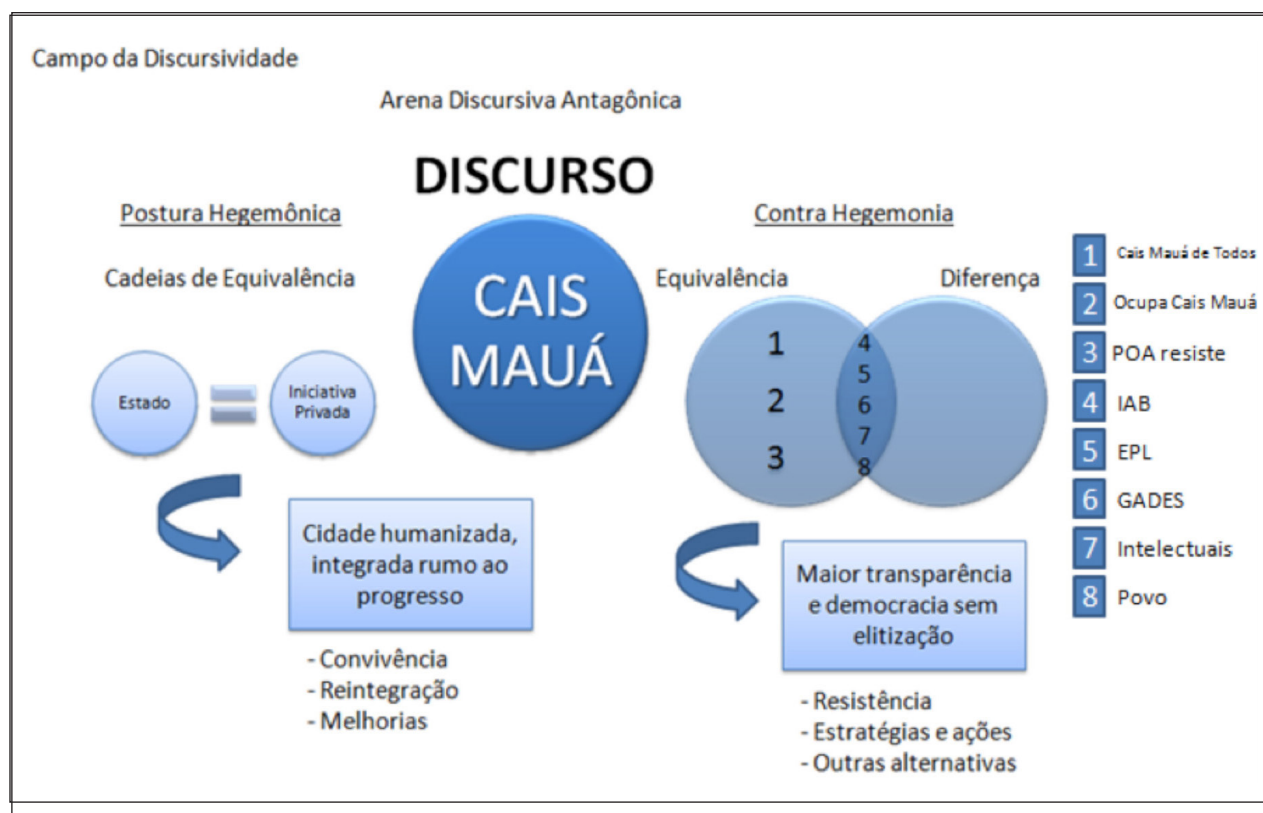 Campo da Discursividade
Arena Discursiva Antagônica
DISCURSO
Postura Hegemônica
Cadeias de Equivalência
Estado
Iniciativa
Privada
Cidade humanizada,
integrada rumo ao
progresso
- Convivência
- Reintegração
- Melhorias
CAIS
MAUÁ
Contra Hegemonia
Equivalência
Diferença
1
2
3
4
5
6
7
8
Maior transparência
e democracia sem
elitização
- Resistência
- Estratégias e ações
- Outras alternativas
1 Cais Mauá de Todos
2 Ocupa Cais Mauá
3 POA resiste
4 IAB
5 EPL
6 GADES
7 Intelectuais
8 Povo